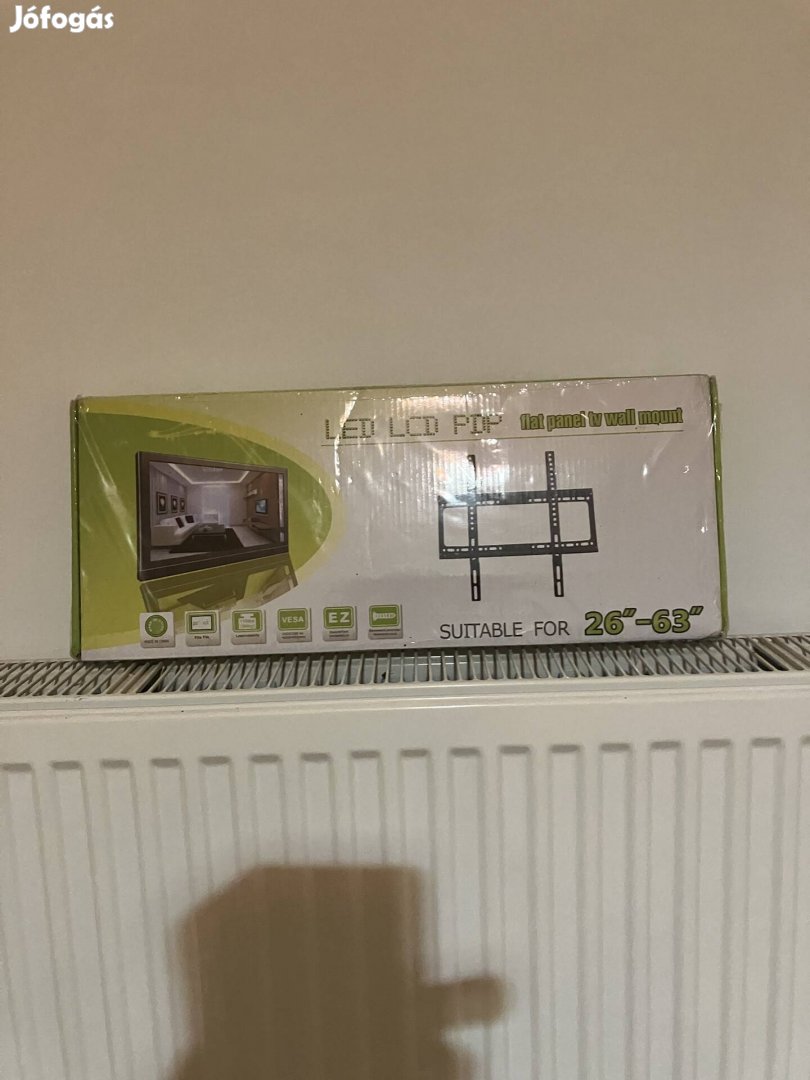 Jófogás
LED LCD PDP flat panel tv wall mount
VESA
EZ
SUITABLE FOR 26"-63"